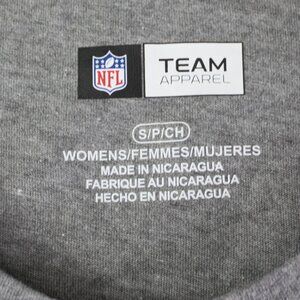 NFL
TEAM
APPAREL
S/P/CH
WOMENS/FEMMES/MUJERES
MADE IN NICARAGUA
FABRIQUE AU NICARAGUA
HECHO EN NICARAGUA